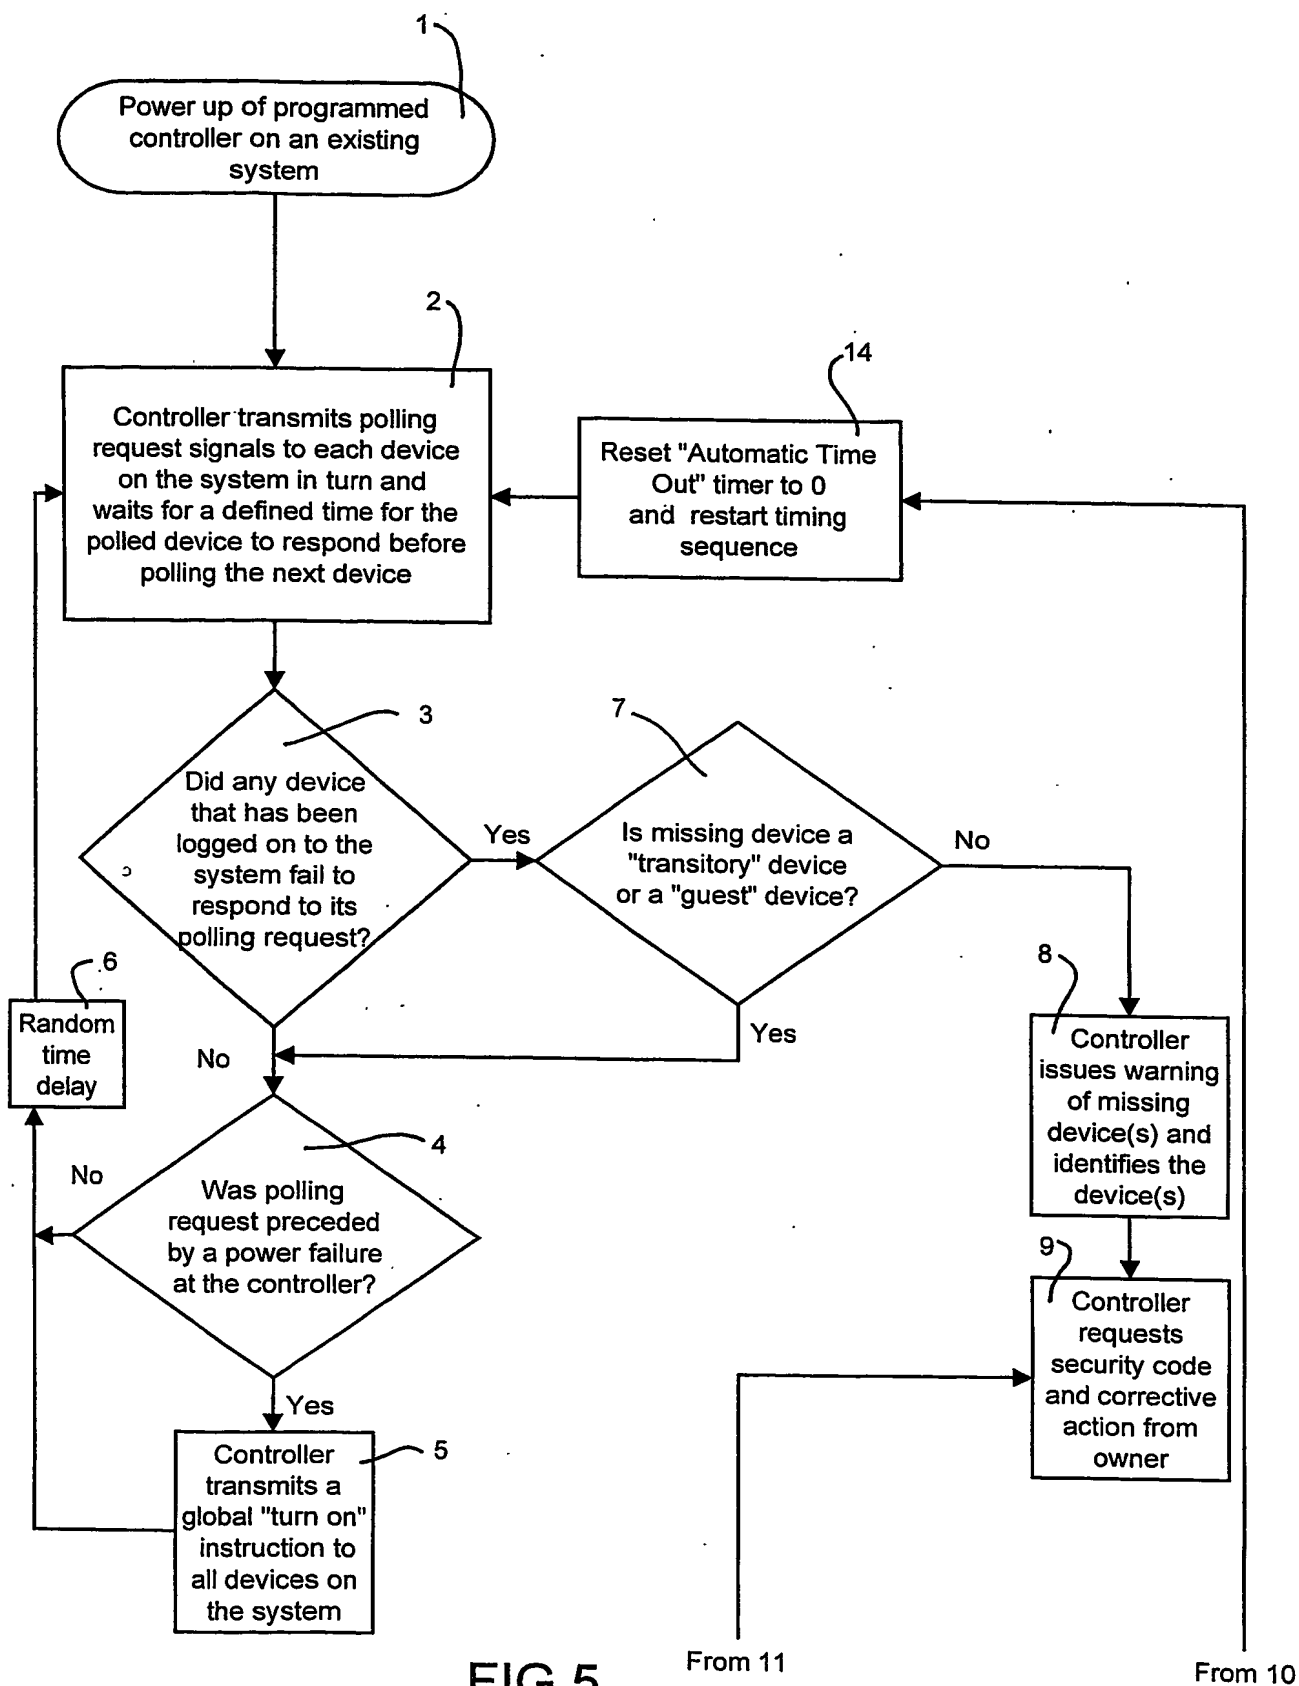 1
Power up of programmed
controller on an existing
system
2
Controller transmits polling
request signals to each device
on the system in turn and
waits for a defined time for the
polled device to respond before
polling the next device
14
Reset "Automatic Time
Out" timer to 0
and restart timing
sequence
3
Did any device
that has been
logged on to the
system fail to
respond to its
polling request?
Yes
7
Is missing device a
"transitory" device
or a "guest" device?
No
Yes
6
Random
time
delay
No
8
Controller
issues warning
of missing
device(s) and
identifies the
device(s)
4
No
Was polling
request preceded
by a power failure
at the controller?
Yes
9
Controller
requests
security code
and corrective
action from
owner
5
Controller
transmits a
global "turn on"
instruction to
all devices on
the system
From 11
From 10
FIG 5